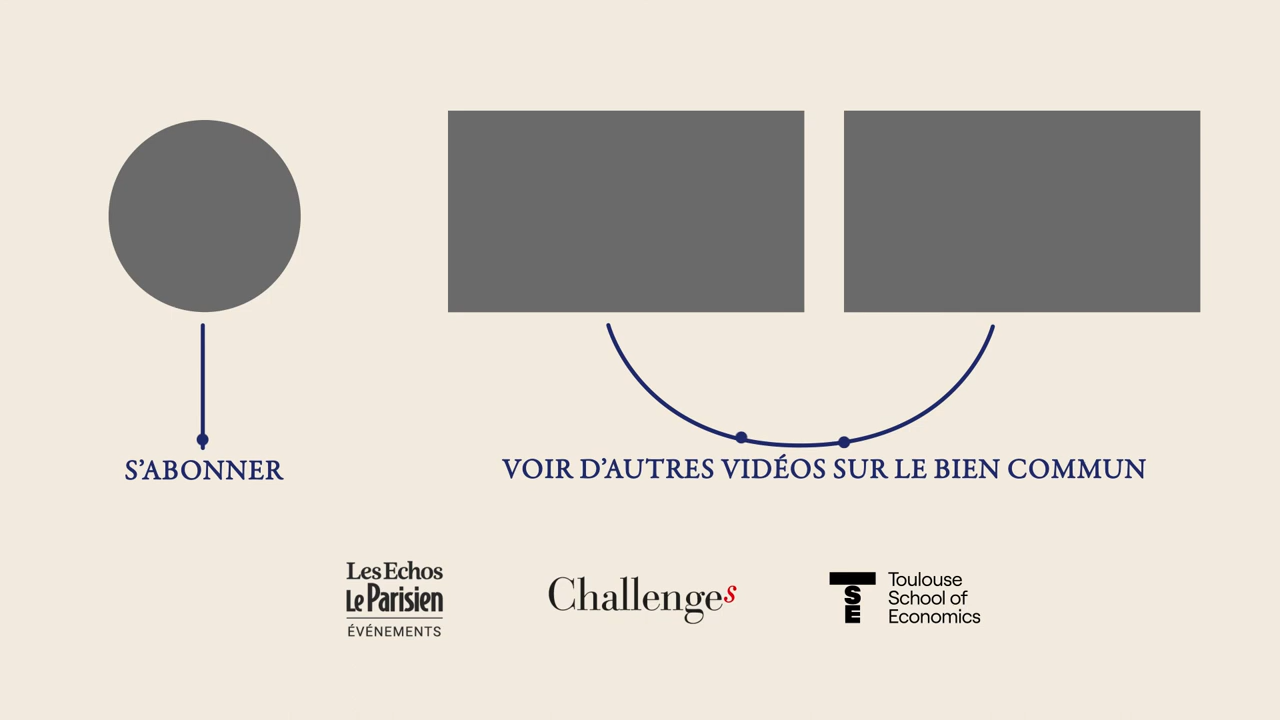 S’ABONNER
VOIR D’AUTRES VIDÉOS SUR LE BIEN COMMUN
Les Echos
Le Parisien
ÉVÉNEMENTS
Challenges
TSE
Toulouse
School of
Economics